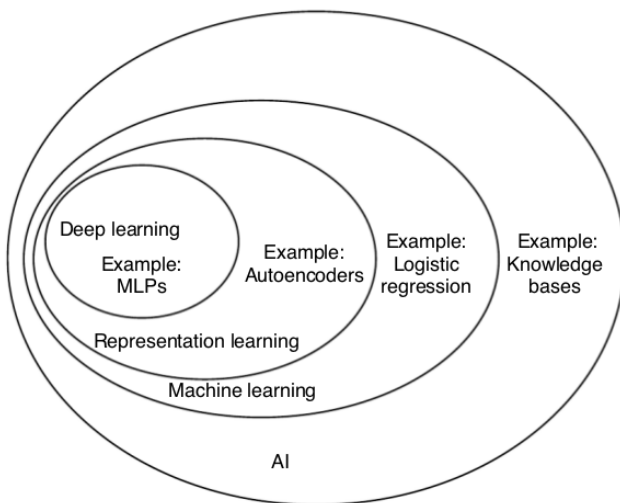 Deep learning
Example:
MLPs
Example:
Autoencoders
Example:
Logistic
regression
Example:
Knowledge
bases
Representation learning
Machine learning
AI